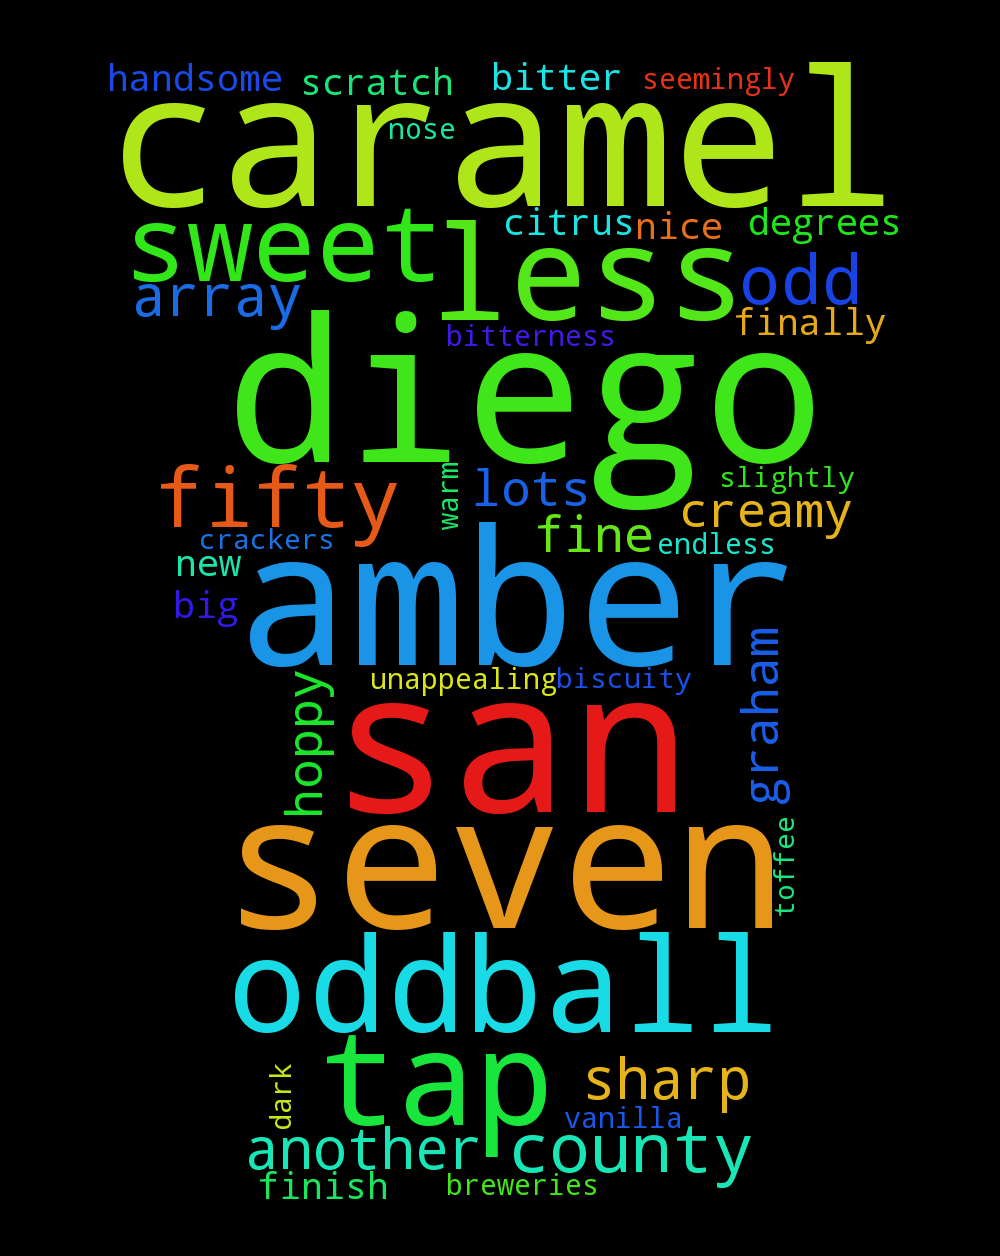 handsome scratch bitter seemingly
caramel
nose
sweet citrus nice degrees
less odd
array finally
bitterness
diego
fifty warm lots slightly
creamy
crackers fine endless
new amber
big
unappealing biscuity graham
hoppy san
seven toffee
oddball
tap
dark sharp
vanilla
another county
finish breweries